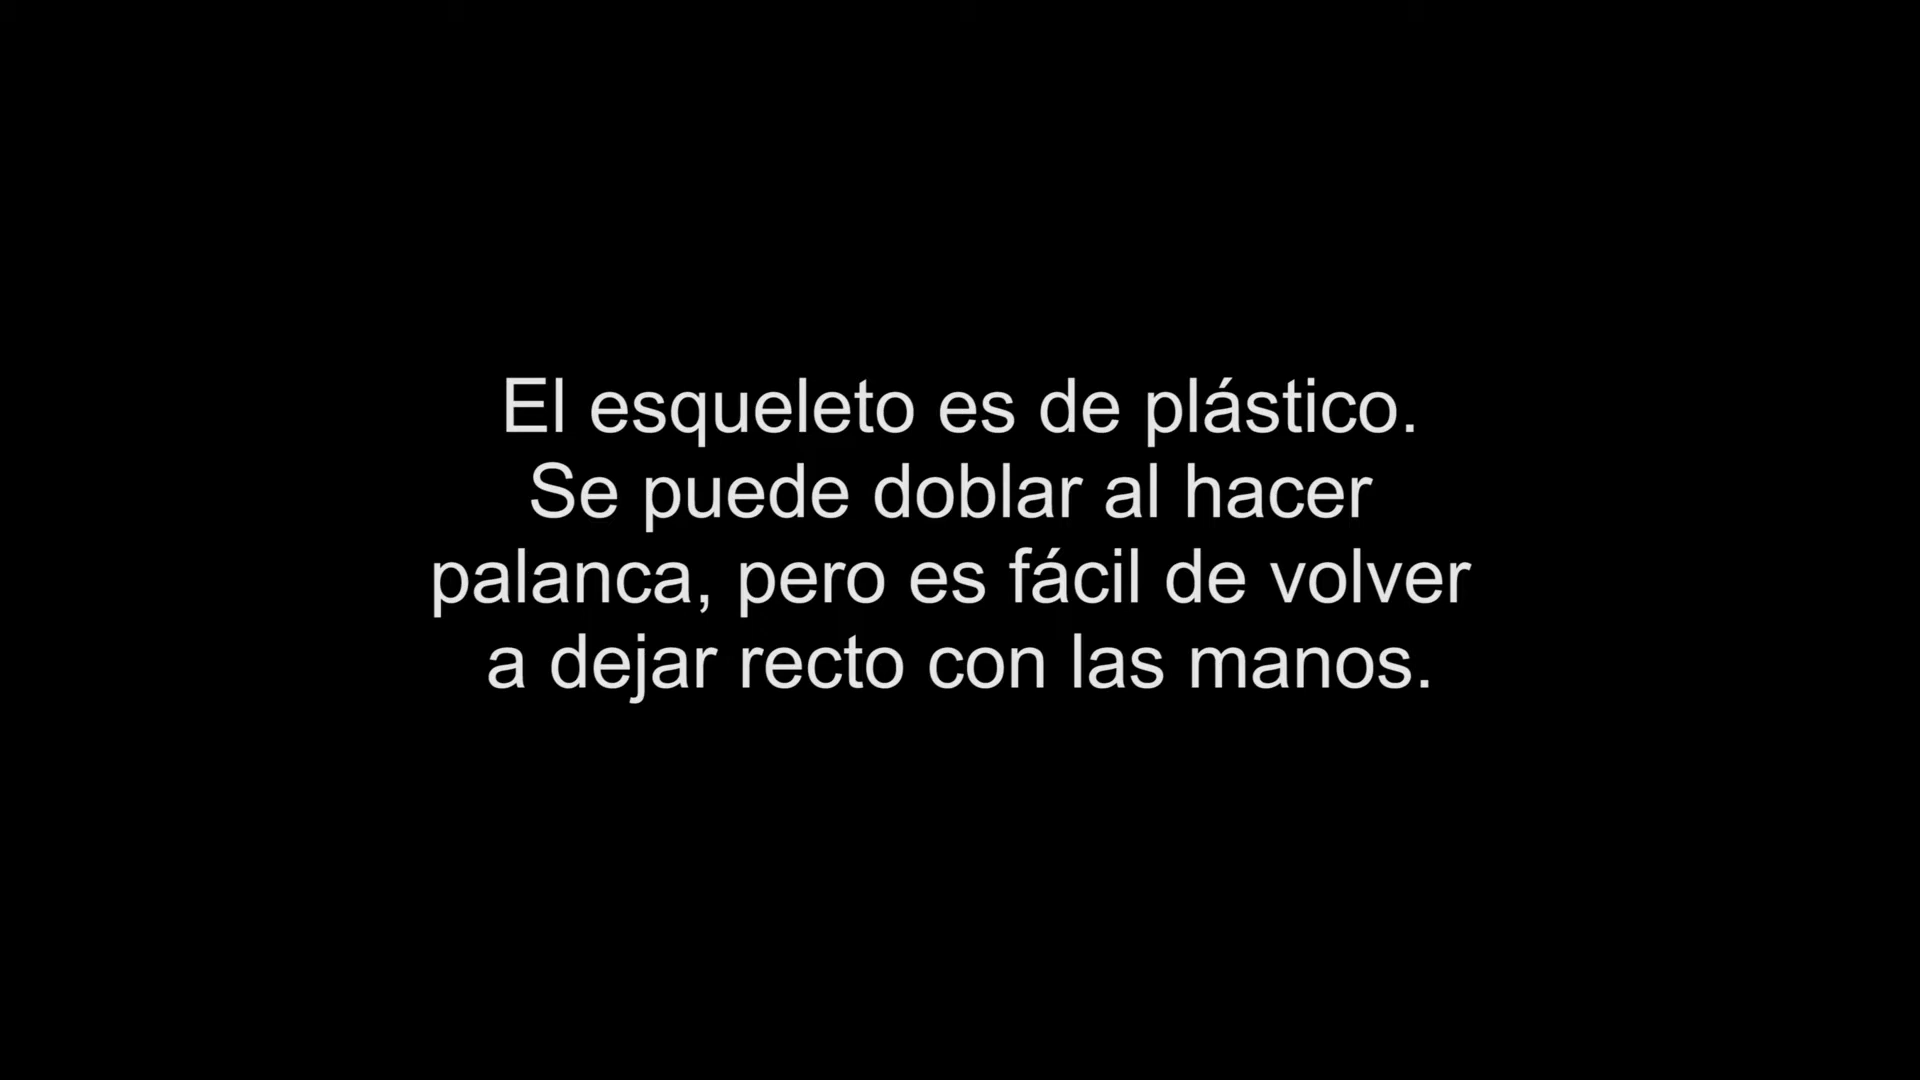 El esqueleto es de plástico.
Se puede doblar al hacer
palanca, pero es fácil de volver
a dejar recto con las manos.